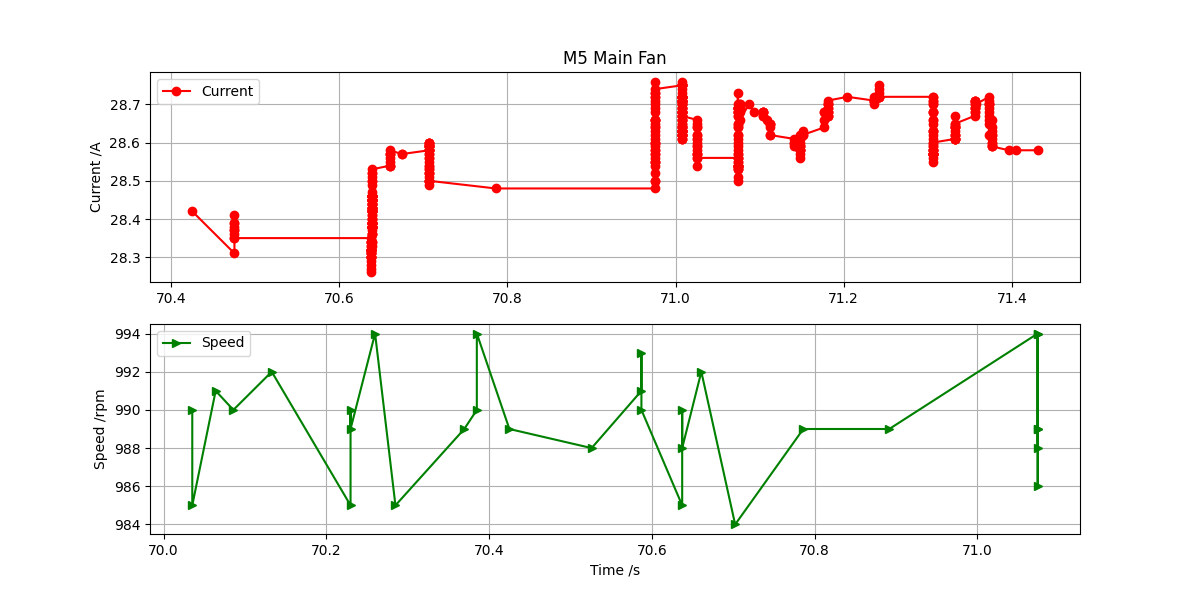 M5 Main Fan
Current
Current /A
28.7
28.6
28.5
28.4
28.3
70.4 70.6 70.8 71.0 71.2 71.4
Speed
Speed /rpm
994
992
990
988
986
984
70.0 70.2 70.4 70.6 70.8 71.0
Time /s